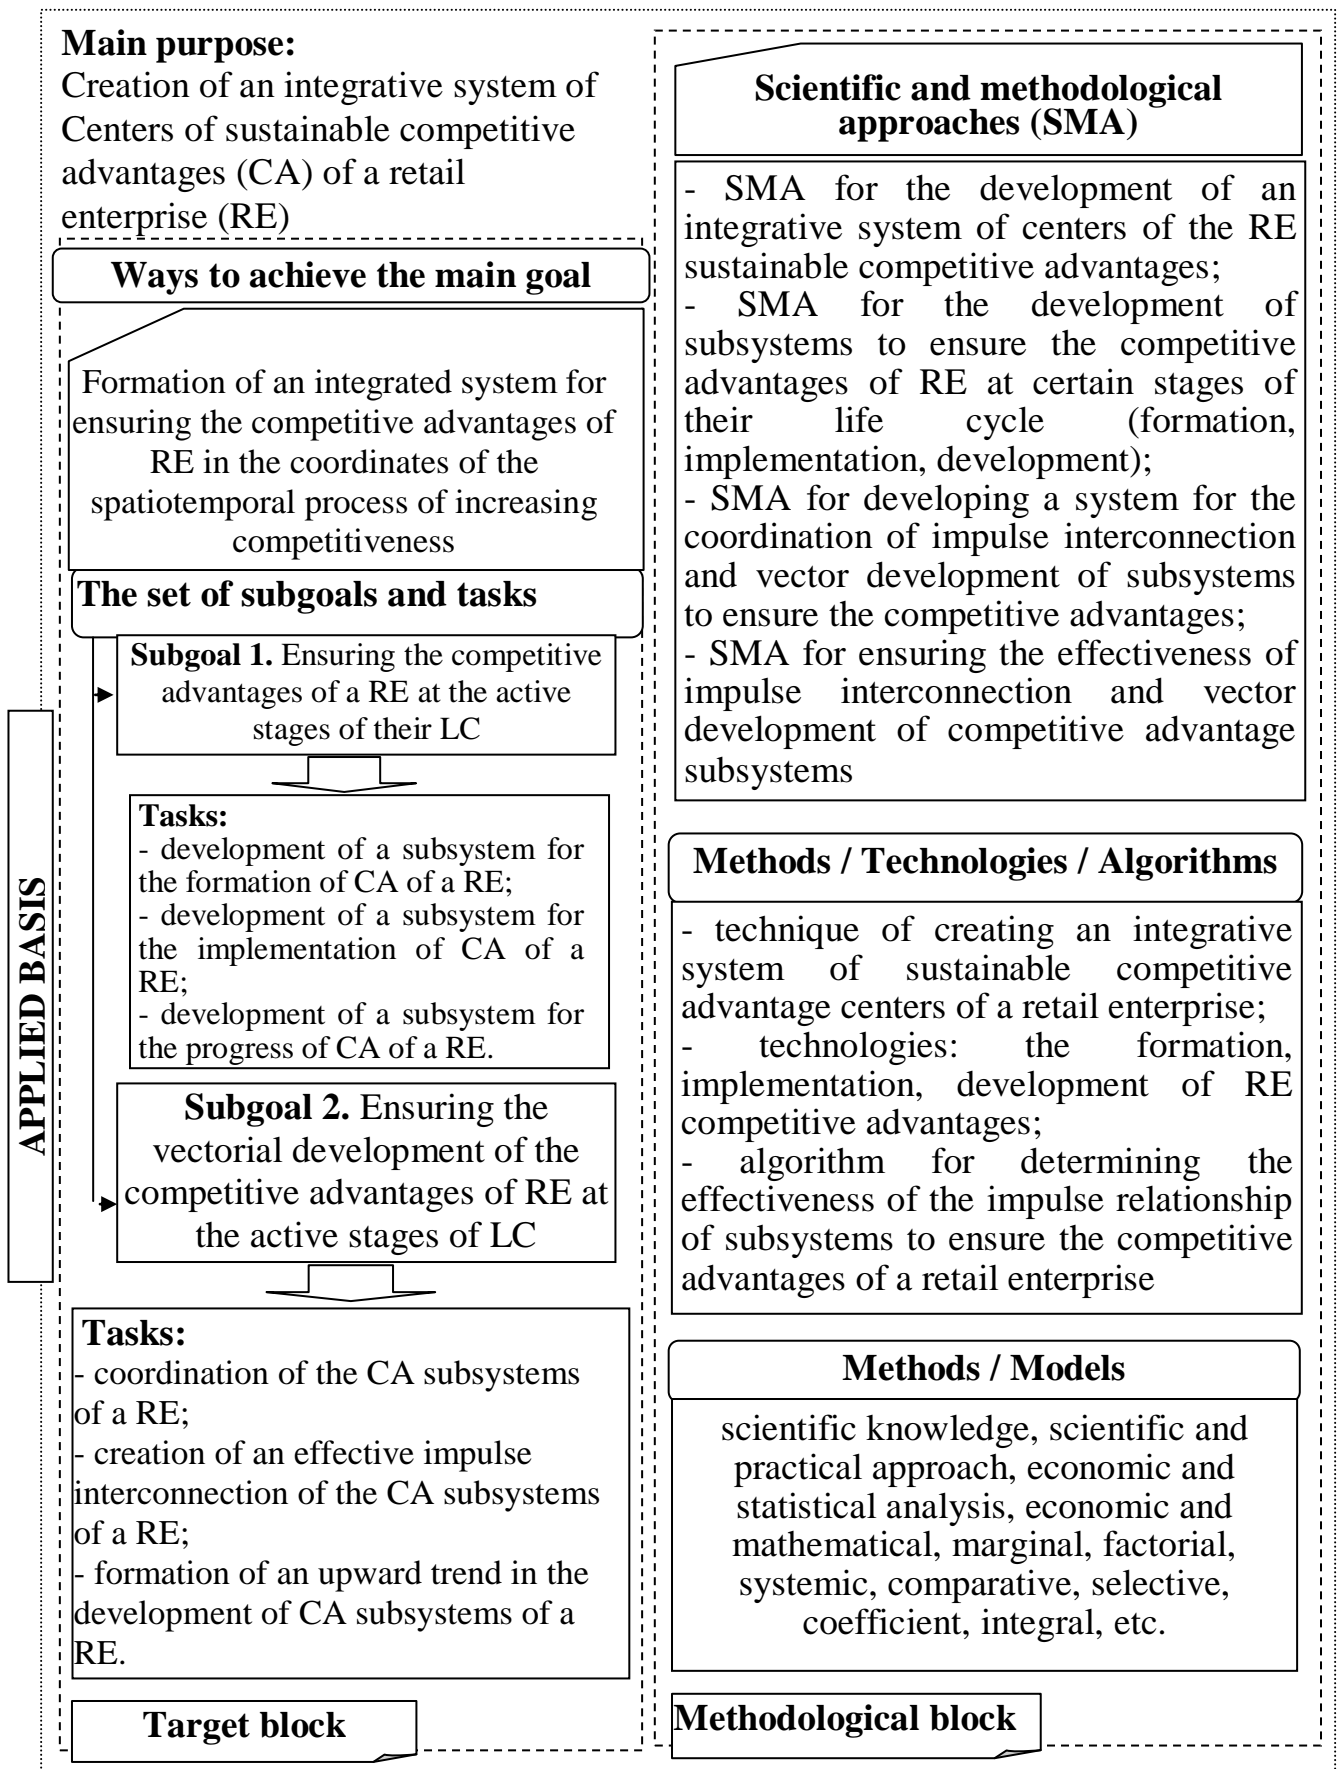 Main purpose:
Creation of an integrative system of
Centers of sustainable competitive
advantages (CA) of a retail
enterprise (RE)
Ways to achieve the main goal
Formation of an integrated system for
ensuring the competitive advantages of
RE in the coordinates of the
spatiotemporal process of increasing
competitiveness
The set of subgoals and tasks
Subgoal 1. Ensuring the competitive
advantages of a RE at the active
stages of their LC
Tasks:
- development of a subsystem for
the formation of CA of a RE;
- development of a subsystem for
the implementation of CA of a
RE;
- development of a subsystem for
the progress of CA of a RE.
Subgoal 2. Ensuring the
vectorial development of the
competitive advantages of RE at
the active stages of LC
Tasks:
- coordination of the CA subsystems
of a RE;
- creation of an effective impulse
interconnection of the CA subsystems
of a RE;
- formation of an upward trend in the
development of CA subsystems of a
RE.
Target block
APPLIED BASIS
Scientific and methodological
approaches (SMA)
- SMA for the development of an
integrative system of centers of the RE
sustainable competitive advantages;
- SMA for the development of
subsystems to ensure the competitive
advantages of RE at certain stages of
their life cycle (formation,
implementation, development);
- SMA for developing a system for the
coordination of impulse interconnection
and vector development of subsystems
to ensure the competitive advantages;
- SMA for ensuring the effectiveness of
impulse interconnection and vector
development of competitive advantage
subsystems
Methods / Technologies / Algorithms
- technique of creating an integrative
system of sustainable competitive
advantage centers of a retail enterprise;
- technologies: the formation,
implementation, development of RE
competitive advantages;
- algorithm for determining the
effectiveness of the impulse relationship
of subsystems to ensure the competitive
advantages of a retail enterprise
Methods / Models
scientific knowledge, scientific and
practical approach, economic and
statistical analysis, economic and
mathematical, marginal, factorial,
systemic, comparative, selective,
coefficient, integral, etc.
Methodological block